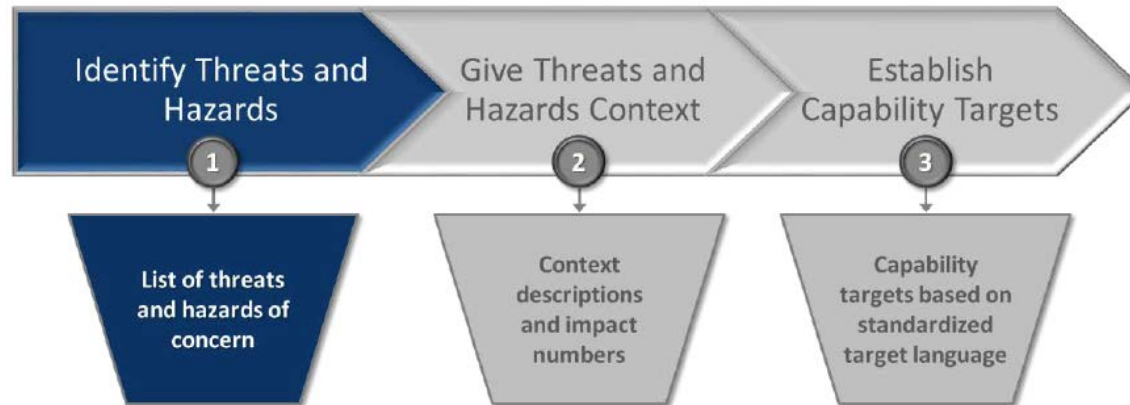 Identify Threats and
Hazards
1
Give Threats and
Hazards Context
2
Establish
Capability Targets
3
List of threats
and hazards of
concern
Context
descriptions
and impact
numbers
Capability
targets based on
standardized
target language